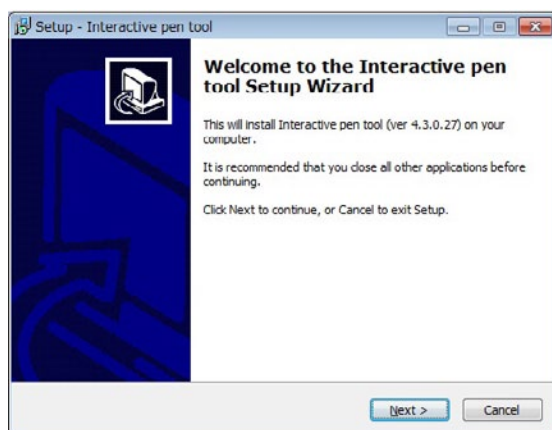 Setup - Interactive pen tool
Welcome to the Interactive pen
tool Setup Wizard
This will install Interactive pen tool (ver 4.3.0.27) on your
computer.
It is recommended that you close all other applications before
continuing.
Click Next to continue, or Cancel to exit Setup.
Next >
Cancel